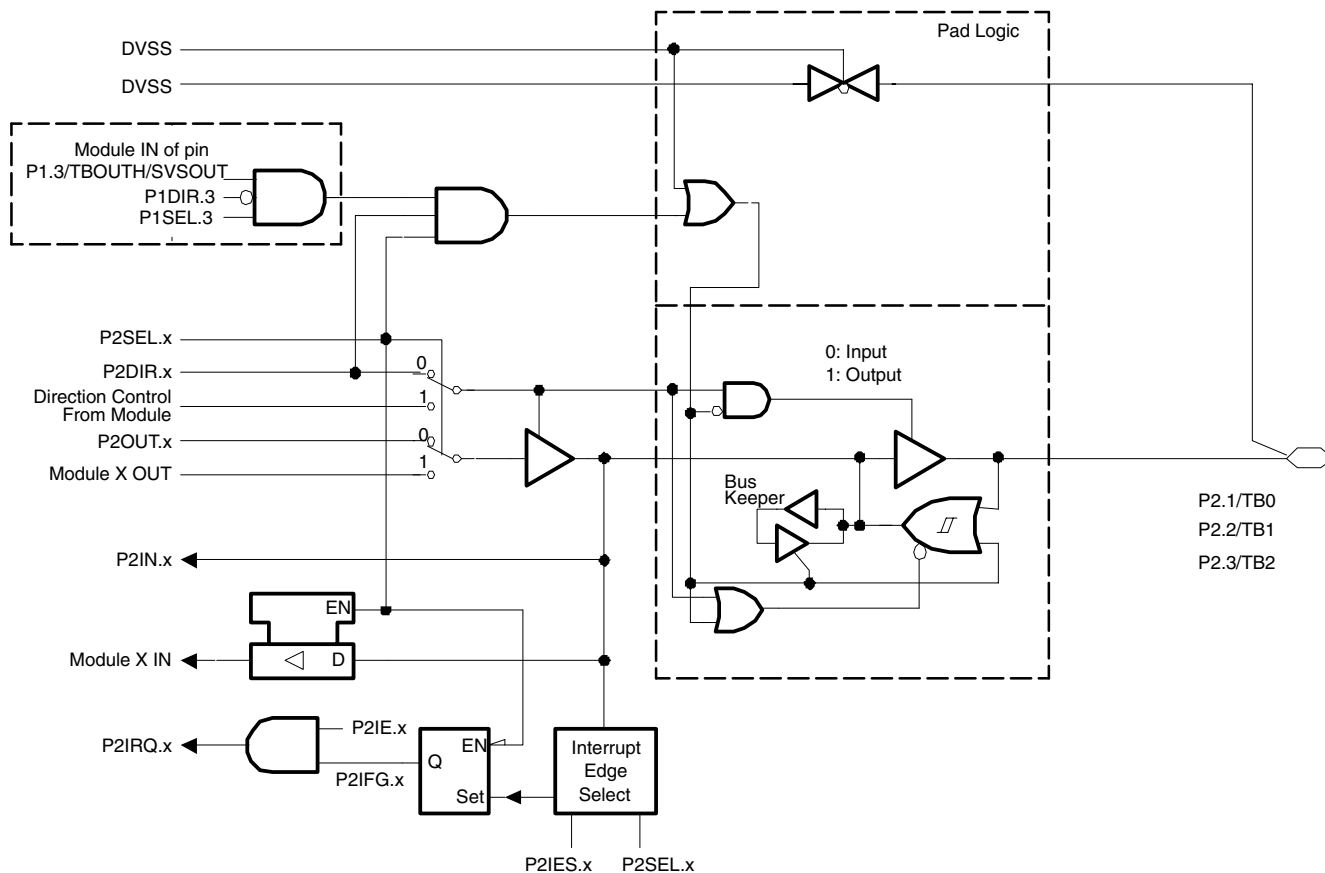 Pad Logic
DVSS
DVSS
Module IN of pin
P1.3/TBOUTH/SVSOUT
P1DIR.3
P1SEL.3
P2SEL.x
P2DIR.x
0
0: Input
1: Output
Direction Control
From Module
1
P2OUT.x
0
Module X OUT
1
Bus
Keeper
P2.1/TB0
P2.2/TB1
P2.3/TB2
P2IN.x
EN
Module X IN
D
P2IE.x
P2IRQ.x
EN
Q
P2IFG.x
Set
Interrupt
Edge
Select
P2IES.x
P2SEL.x